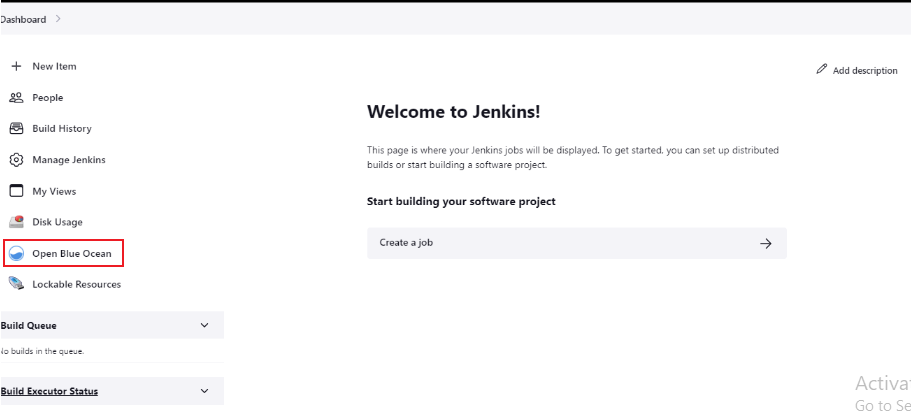 Dashboard
New Item
People
Build History
Manage Jenkins
My Views
Disk Usage
Open Blue Ocean
Lockable Resources
Build Queue
No builds in the queue.
Build Executor Status
Add description
Welcome to Jenkins!
This page is where your Jenkins jobs will be displayed. To get started, you can set up distributed
builds or start building a software project.
Start building your software project
Create a job
Activat
Go to Se